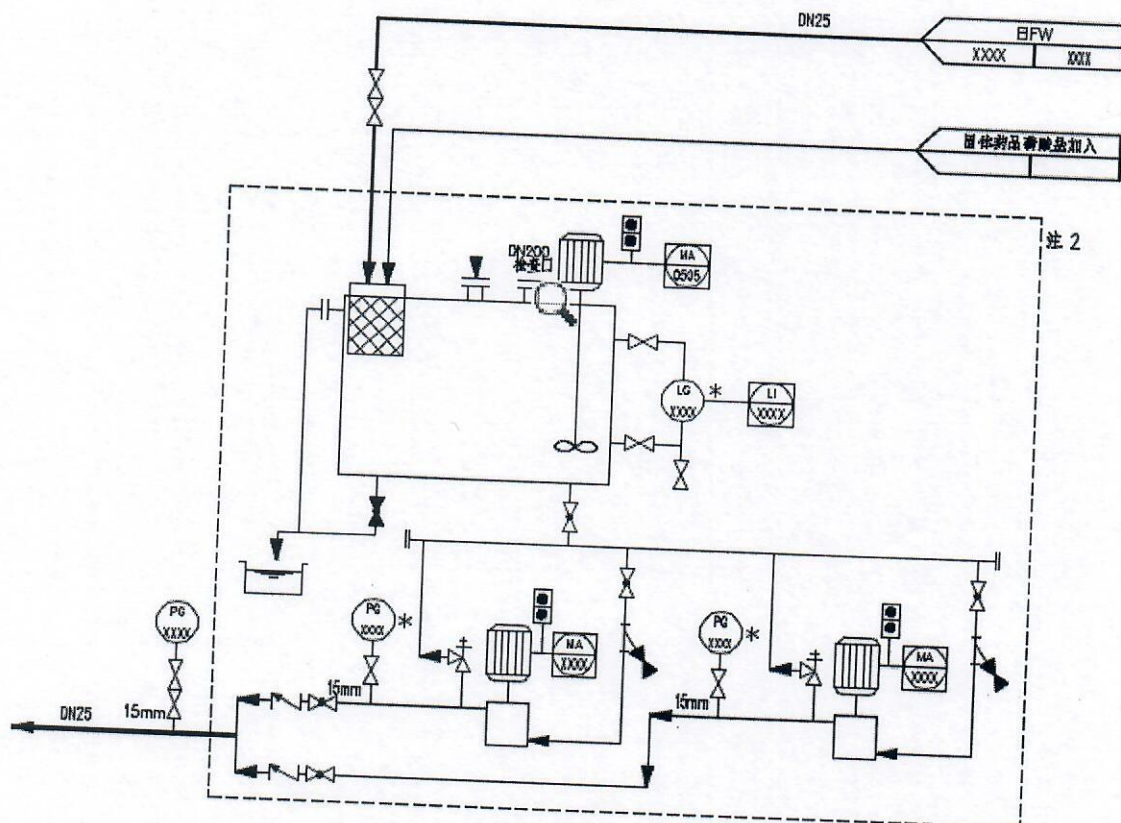 DN25
BFW
XXXX XXXX
固体药品磷酸盐加入
注 2
DN200
检查口
MA
0505
LG
XXXX
*
LI
XXXX
PG
XXXX
PG
XXXX
*
MA
XXXX
PG
XXXX
*
MA
XXXX
15mm
15mm
15mm
DN25